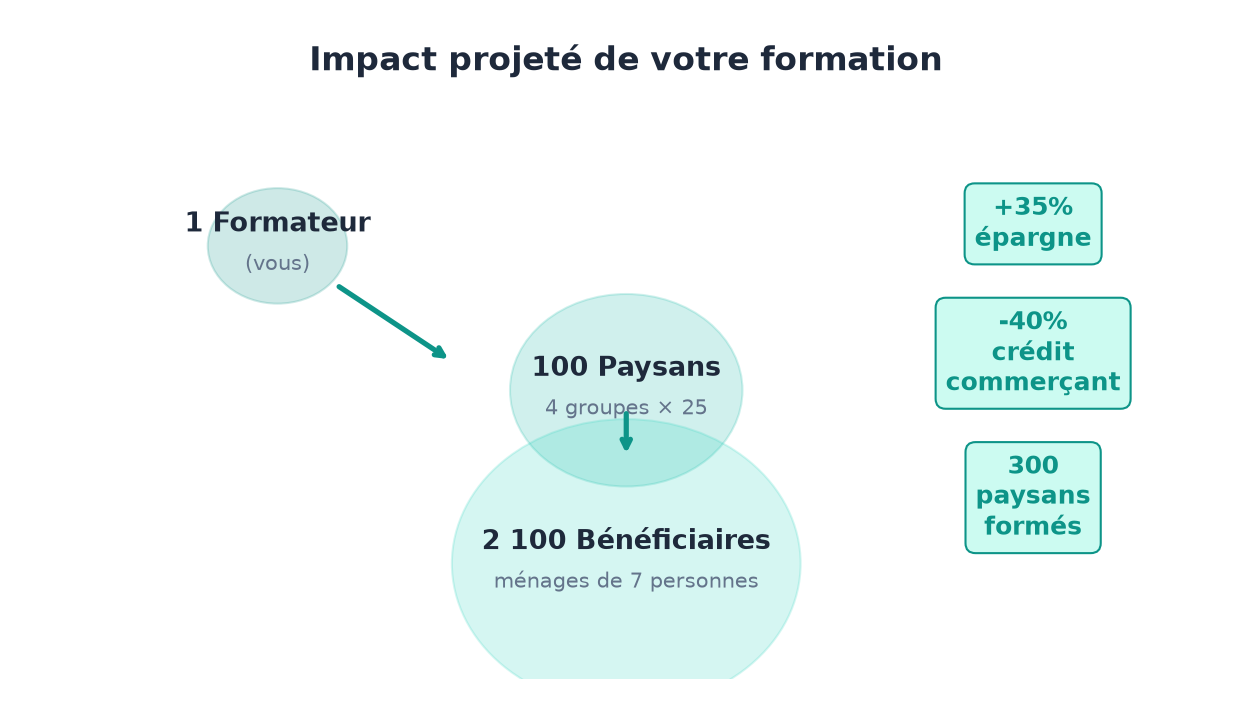 Impact projeté de votre formation
1 Formateur
(vous)
100 Paysans
4 groupes × 25
2 100 Bénéficiaires
ménages de 7 personnes
+35%
épargne
-40%
crédit
commerçant
300
paysans
formés